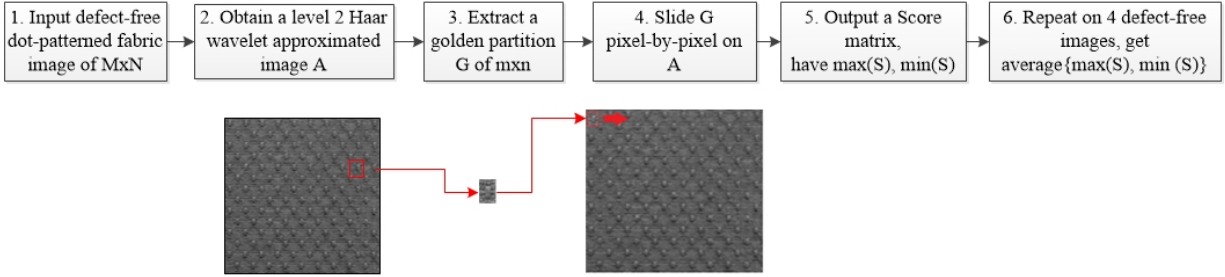 1. Input defect-free
dot-patterned fabric
image of MxN
2. Obtain a level 2 Haar
wavelet approximated
image A
3. Extract a
golden partition
G of mxn
4. Slide G
pixel-by-pixel on
A
5. Output a Score
matrix,
have max(S), min(S)
6. Repeat on 4 defect-free
images, get
average{max(S), min (S)}